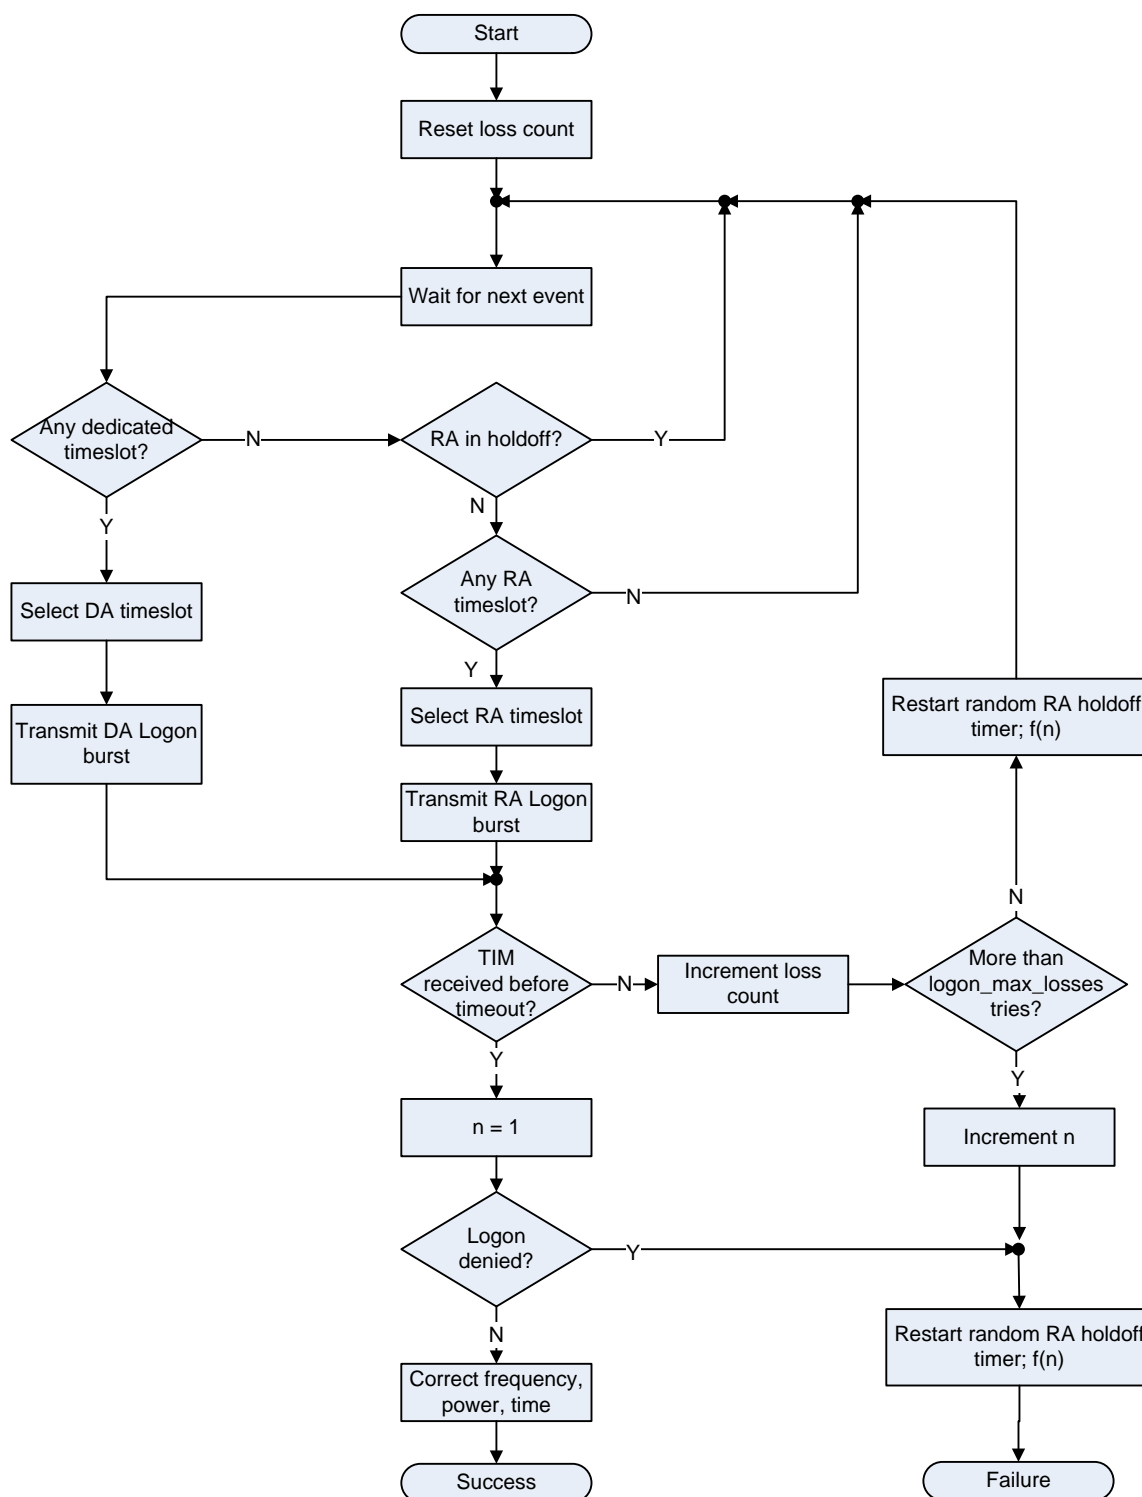 Start
Reset loss count
Wait for next event
Any dedicated
timeslot?
N
RA in holdoff?
Y
N
Y
Any RA
timeslot?
N
Select DA timeslot
Y
Select RA timeslot
Restart random RA holdoff
timer; f(n)
Transmit DA Logon
burst
Transmit RA Logon
burst
N
TIM
received before
timeout?
N
Increment loss
count
More than
logon_max_losses
tries?
Y
Y
n = 1
Increment n
Logon
denied?
Y
N
Restart random RA holdoff
timer; f(n)
Correct frequency,
power, time
Success
Failure